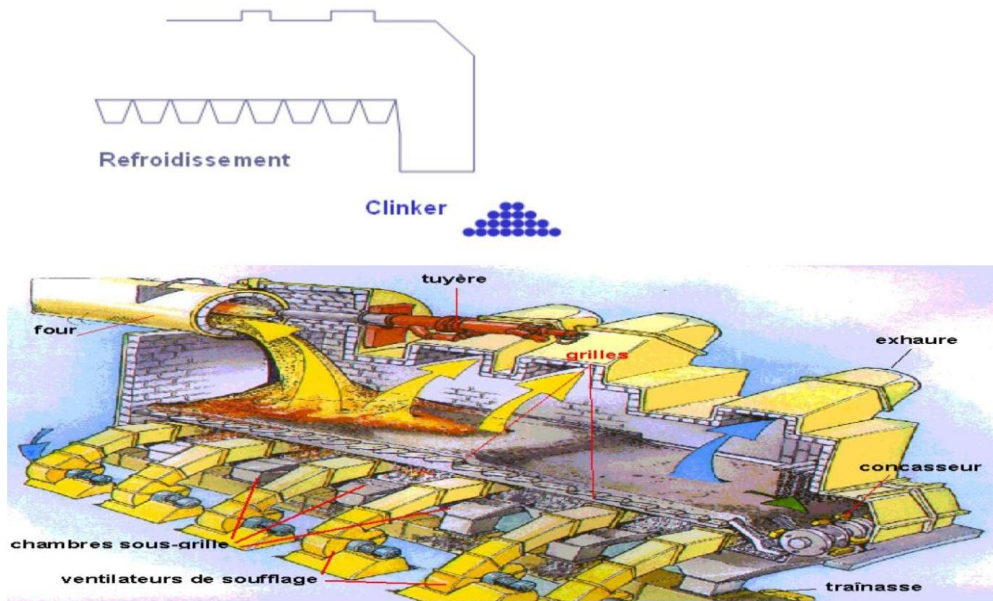 Refroidissement
Clinker
tuyère
four
grilles
exhaure
concasseur
chambres sous-grille
ventilateurs de soufflage
traînasse